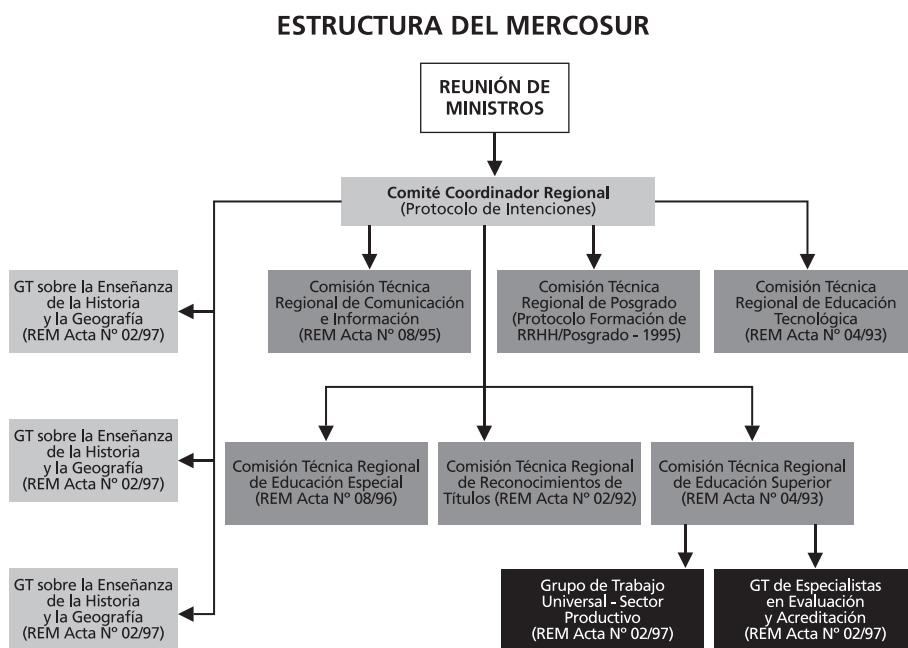 ESTRUCTURA DEL MERCOSUR
REUNIÓN DE
MINISTROS
Comité Coordinador Regional
(Protocolo de Intenciones)
GT sobre la Enseñanza
de la Historia
y la Geografía
(REM Acta Nº 02/97)
Comisión Técnica
Regional de Comunicación
e Información
(REM Acta Nº 08/95)
Comisión Técnica
Regional de Posgrado
(Protocolo Formación de
RRHH/Posgrado - 1995)
Comisión Técnica
Regional de Educación
Tecnológica
(REM Acta Nº 04/93)
GT sobre la Enseñanza
de la Historia
y la Geografía
(REM Acta Nº 02/97)
Comisión Técnica Regional
de Educación Especial
(REM Acta Nº 08/96)
Comisión Técnica Regional
de Reconocimientos de
Títulos (REM Acta Nº 02/92)
Comisión Técnica Regional
de Educación Superior
(REM Acta Nº 04/93)
GT sobre la Enseñanza
de la Historia
y la Geografía
(REM Acta Nº 02/97)
Grupo de Trabajo
Universal - Sector
Productivo
(REM Acta Nº 02/97)
GT de Especialistas
en Evaluación
y Acreditación
(REM Acta Nº 02/97)